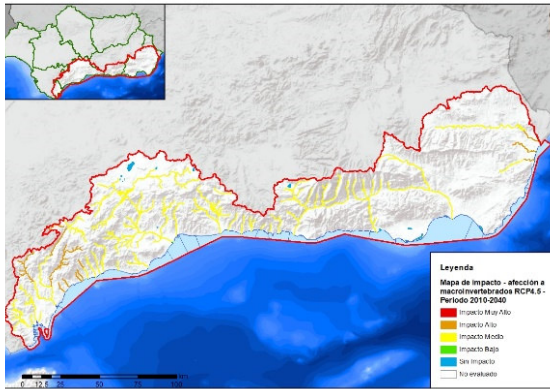 Leyenda
Mapa de impacto - afección a
macroinvertebrados RCP4.5 -
Periodo 2010-2040
Impacto Muy Alto
Impacto Alto
Impacto Medio
Impacto Bajo
Sin Impacto
No evaluado
0 12,5 25 50 75 100
km